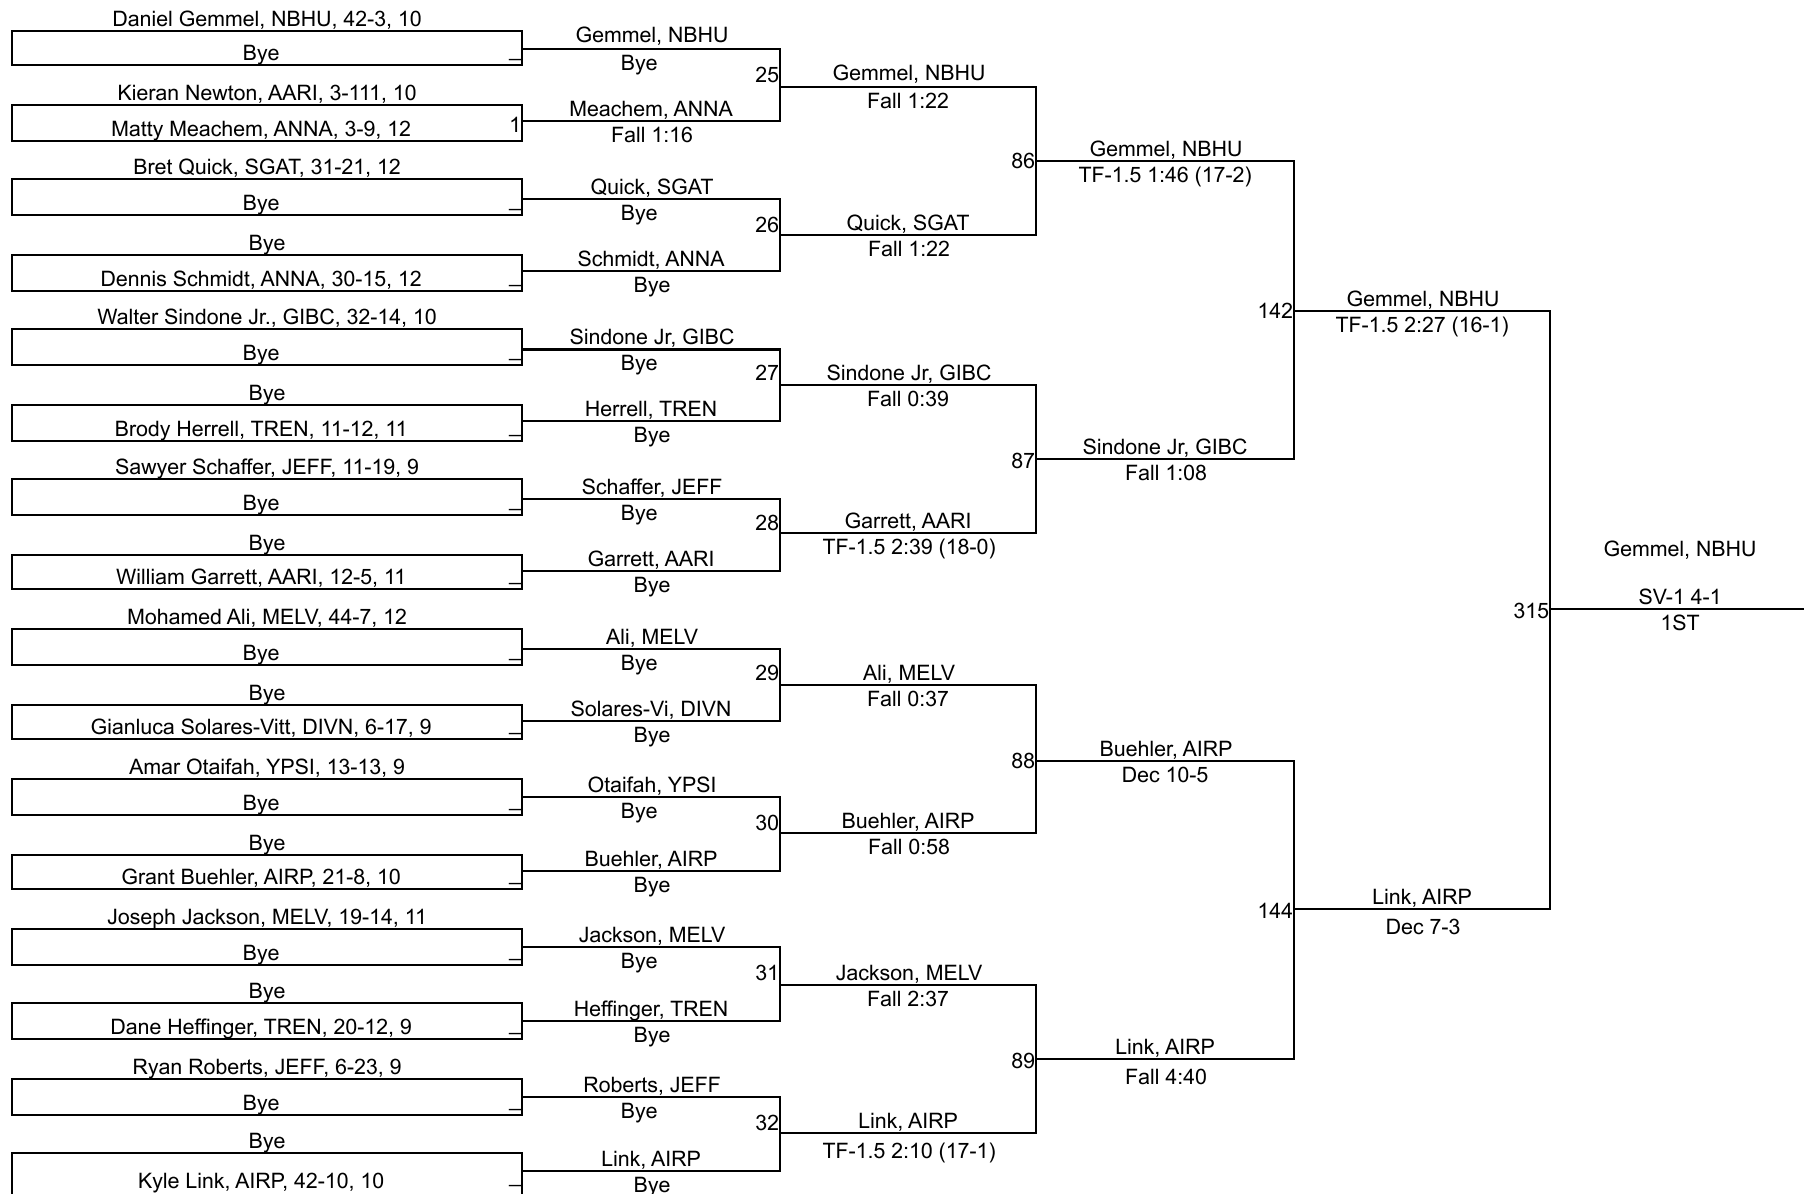 Daniel Gemmel, NBHU, 42-3, 10
Bye
Kieran Newton, AARI, 3-111, 10
Matty Meachem, ANNA, 3-9, 12
1
Bret Quick, SGAT, 31-21, 12
Bye
Bye
Dennis Schmidt, ANNA, 30-15, 12
Walter Sindone Jr., GIBC, 32-14, 10
Bye
Bye
Brody Herrell, TREN, 11-12, 11
Sawyer Schaffer, JEFF, 11-19, 9
Bye
Bye
William Garrett, AARI, 12-5, 11
Mohamed Ali, MELV, 44-7, 12
Bye
Bye
Gianluca Solares-Vitt, DIVN, 6-17, 9
Amar Otaifah, YPSI, 13-13, 9
Bye
Bye
Grant Buehler, AIRP, 21-8, 10
Joseph Jackson, MELV, 19-14, 11
Bye
Bye
Dane Heffinger, TREN, 20-12, 9
Ryan Roberts, JEFF, 6-23, 9
Bye
Bye
Kyle Link, AIRP, 42-10, 10
Gemmel, NBHU
Bye
25
Meachem, ANNA
Fall 1:16
Quick, SGAT
Bye
26
Schmidt, ANNA
Bye
Sindone Jr, GIBC
Bye
27
Herrell, TREN
Bye
Schaffer, JEFF
Bye
28
Garrett, AARI
Bye
Ali, MELV
Bye
29
Solares-Vi, DIVN
Bye
Otaifah, YPSI
Bye
30
Buehler, AIRP
Bye
Jackson, MELV
Bye
31
Heffinger, TREN
Bye
Roberts, JEFF
Bye
32
Link, AIRP
Bye
Gemmel, NBHU
Fall 1:22
86
Quick, SGAT
Fall 1:22
Sindone Jr, GIBC
Fall 0:39
87
Garrett, AARI
TF-1.5 2:39 (18-0)
Ali, MELV
Fall 0:37
88
Buehler, AIRP
Fall 0:58
Jackson, MELV
Fall 2:37
89
Link, AIRP
TF-1.5 2:10 (17-1)
Gemmel, NBHU
TF-1.5 1:46 (17-2)
142
Sindone Jr, GIBC
Fall 1:08
Buehler, AIRP
Dec 10-5
144
Link, AIRP
Fall 4:40
Gemmel, NBHU
TF-1.5 2:27 (16-1)
315
Link, AIRP
Dec 7-3
Gemmel, NBHU
SV-1 4-1
1ST